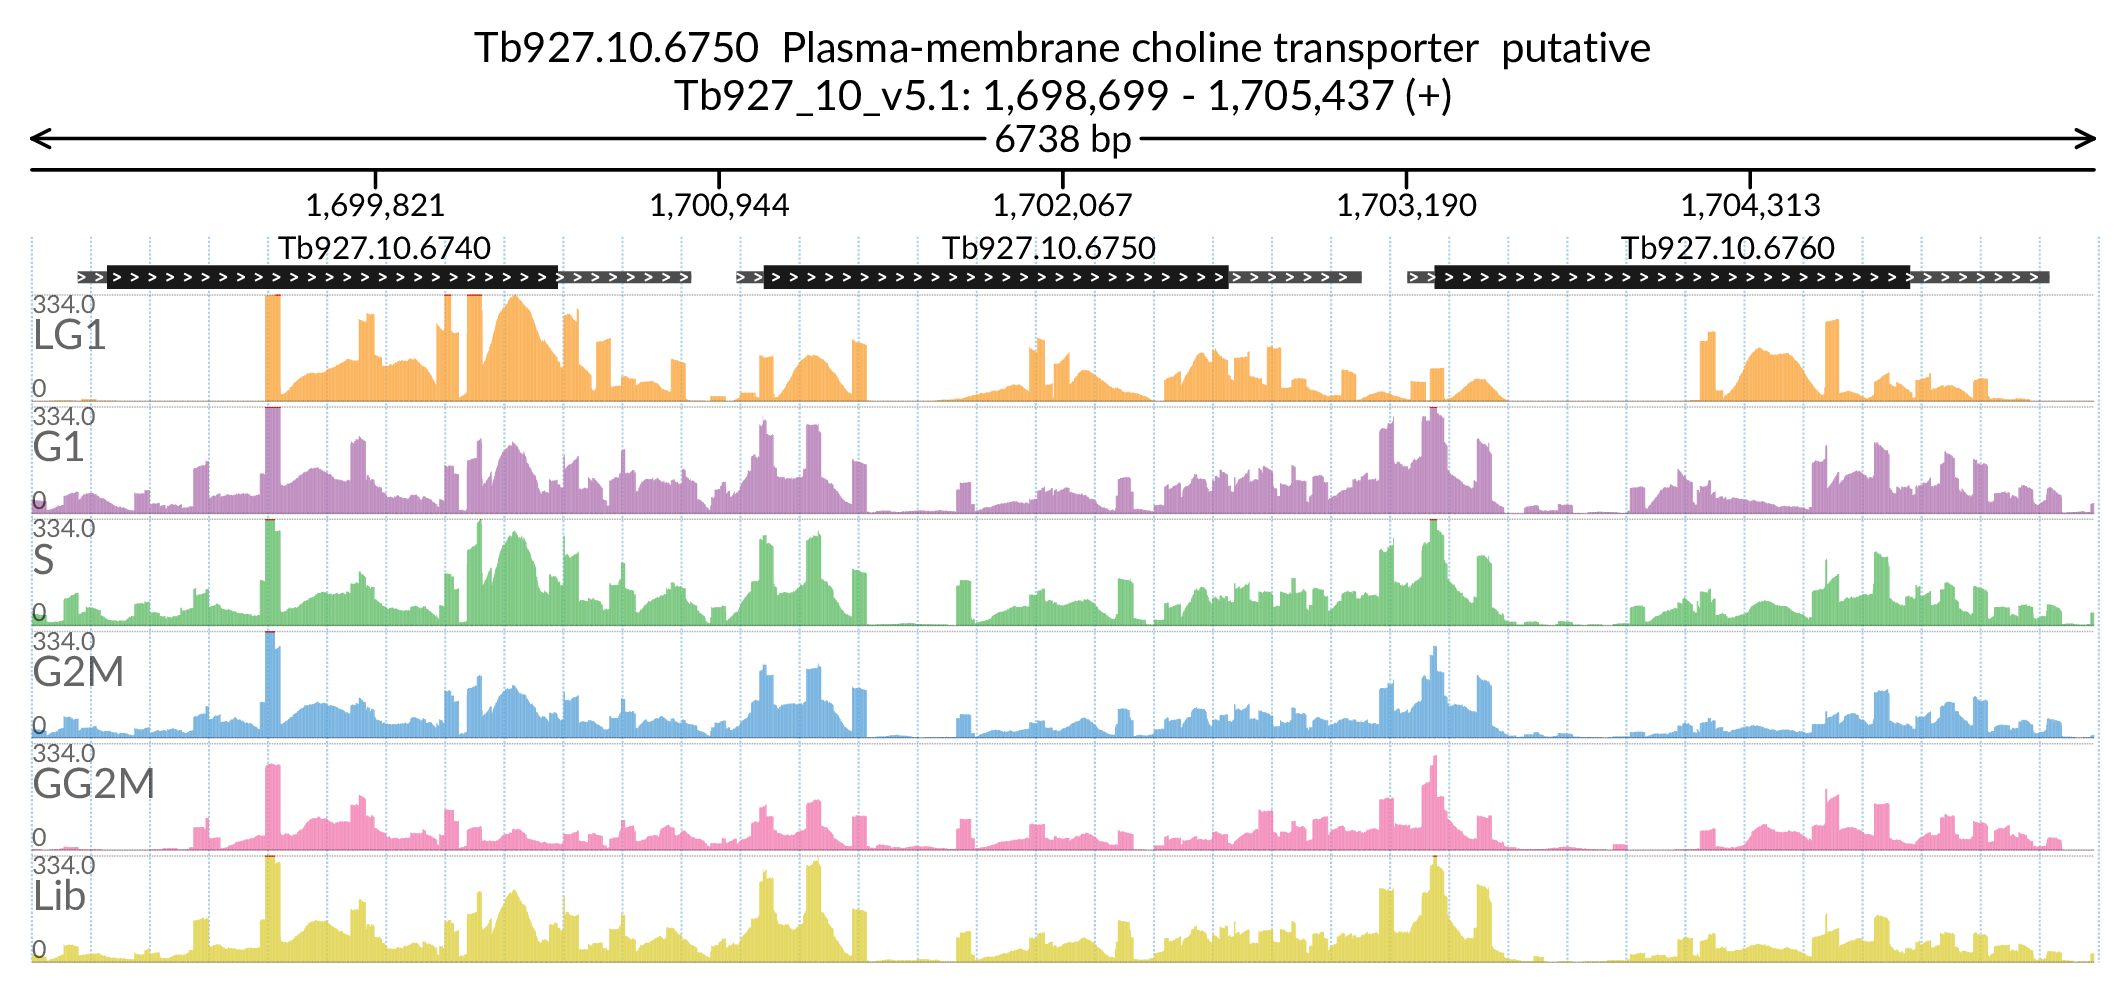 Tb927.10.6750  Plasma-membrane choline transporter  putative
Tb927_10_v5.1: 1,698,699 - 1,705,437 (+)
6738 bp
1,699,821 1,700,944 1,702,067 1,703,190 1,704,313
Tb927.10.6740 Tb927.10.6750 Tb927.10.6760
334.0
LG1
0
334.0
G1
0
334.0
S
0
334.0
G2M
0
334.0
GG2M
0
334.0
Lib
0